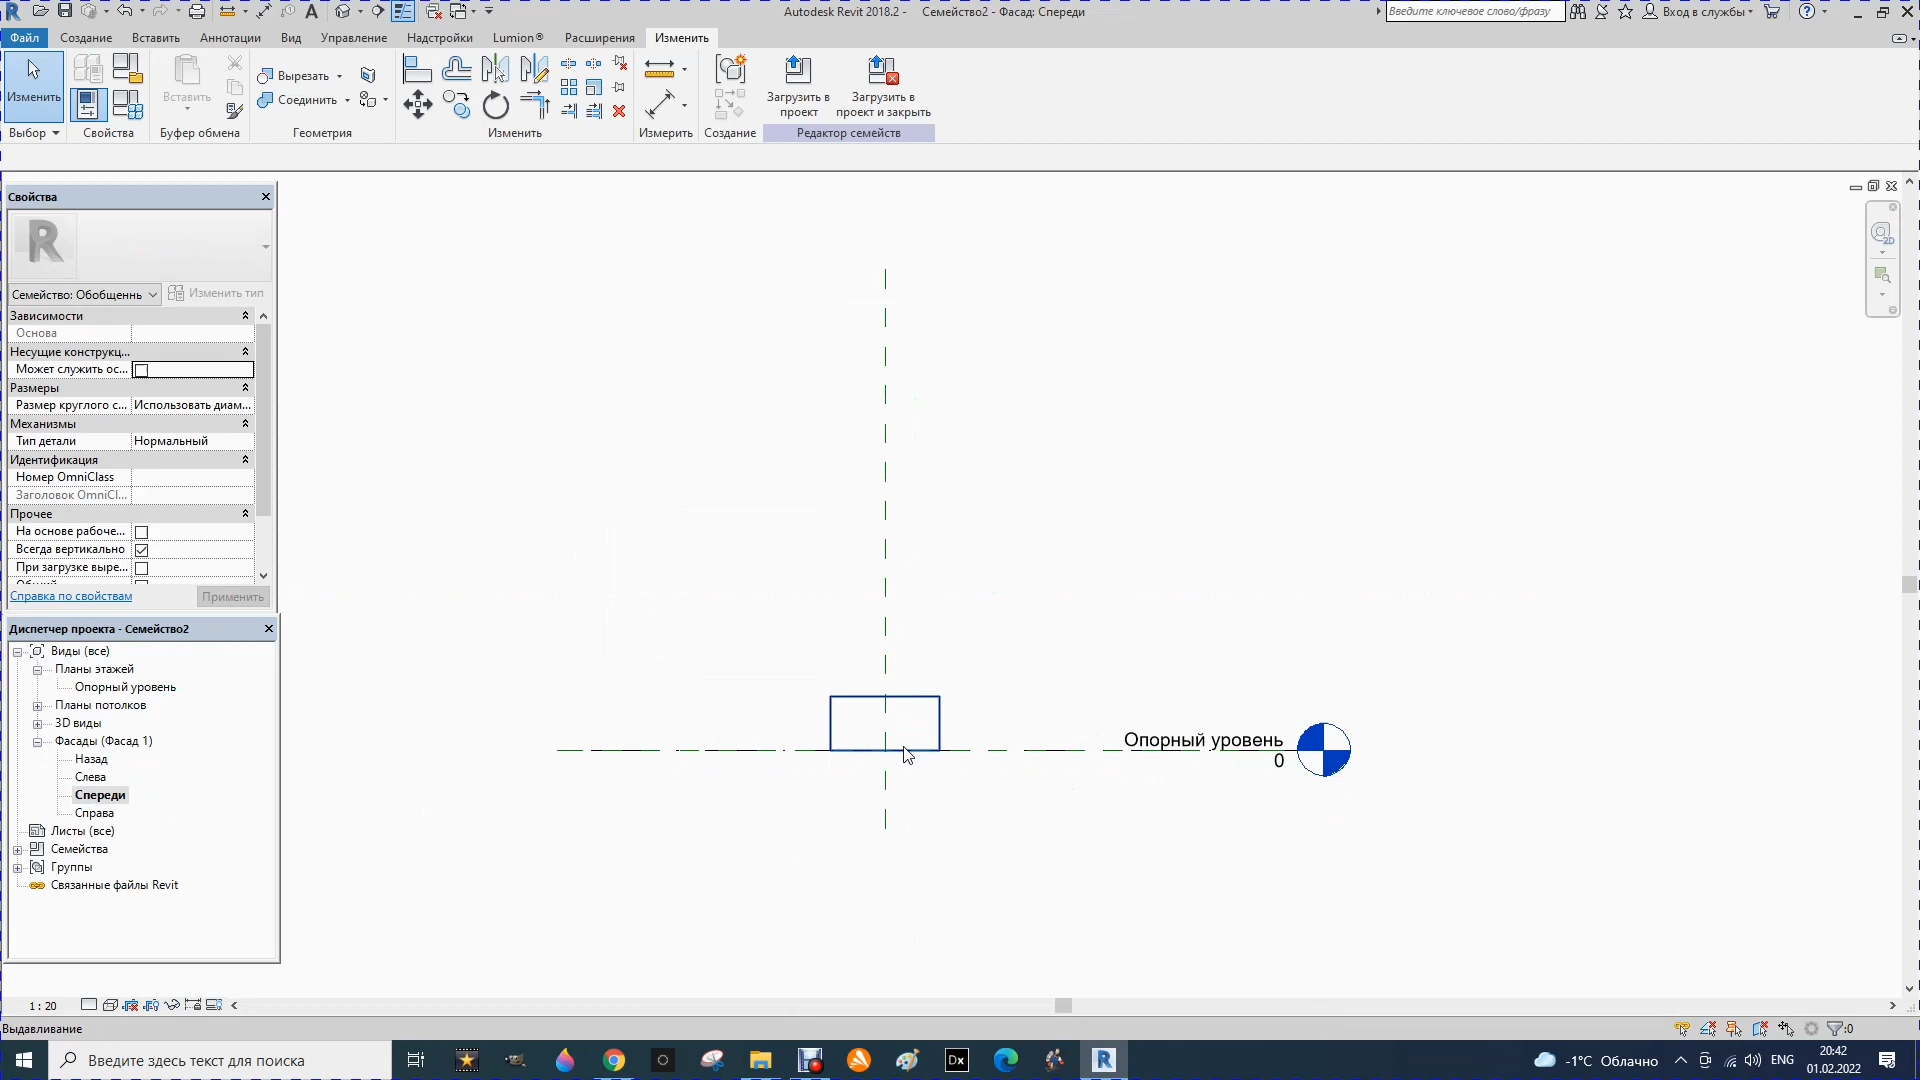 Autodesk Revit 2018.2 - Семейство2 - Фасад: Спереди
Введите ключевое слово/фразу
Вход в службы
Файл Создание Вставить Аннотации Вид Управление Надстройки Lumion® Расширения Изменить
Изменить
Вставить
Вырезать
Соединить
Загрузить в проект
Загрузить в проект и закрыть
Выбор Свойства Буфер обмена Геометрия Изменить Измерить Создание Редактор семейств
Свойства
Семейство: Обобщеннь
Изменить тип
Зависимости
Основа
Несущие конструкц...
Может служить ос...
Размеры
Размер круглого с... Использовать диам...
Механизмы
Тип детали Нормальный
Идентификация
Номер OmniClass
Заголовок OmniCl...
Прочее
На основе рабоче...
Всегда вертикально
При загрузке выре...
Справка по свойствам
Применить
Диспетчер проекта - Семейство2
Виды (все)
Планы этажей
Опорный уровень
Планы потолков
3D виды
Фасады (Фасад 1)
Назад
Слева
Спереди
Справа
Листы (все)
Семейства
Группы
Связанные файлы Revit
Опорный уровень
0
2D
1 : 20
Выдавливание
:0
Введите здесь текст для поиска
Dx
-1°C Облачно
ENG
20:42
01.02.2022